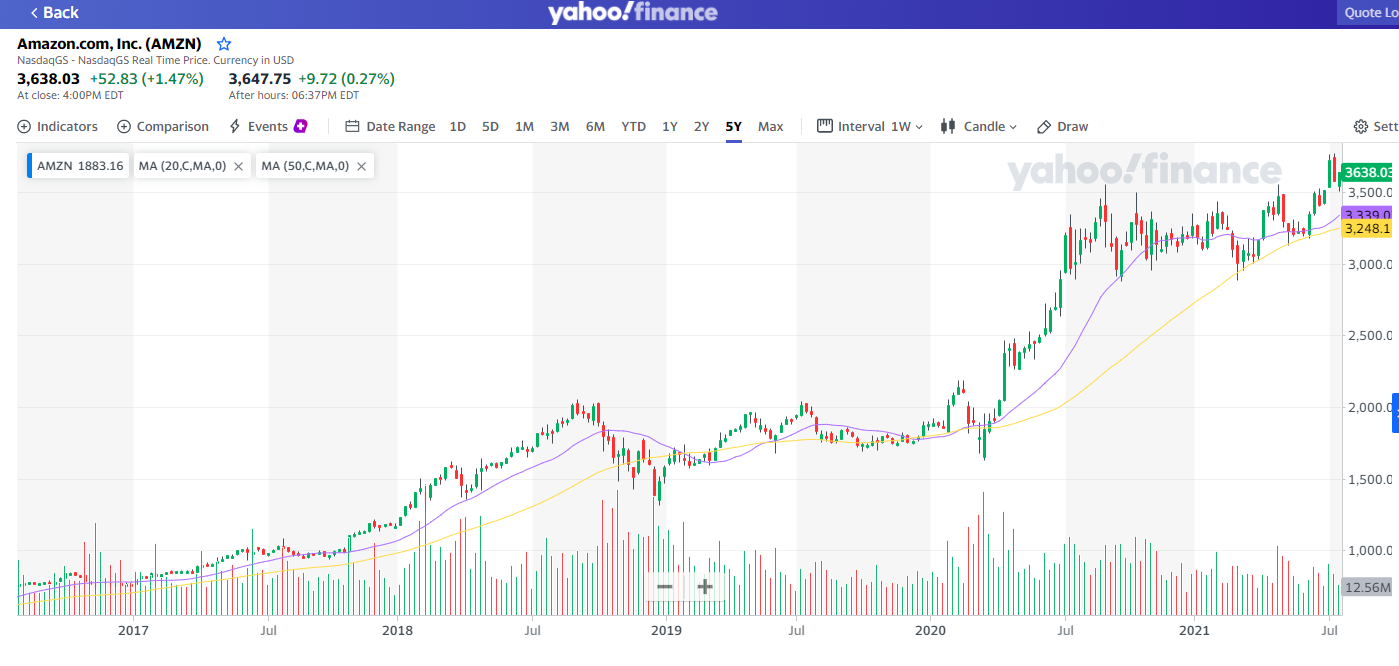 Back
yahoo!finance
Quote Lo
Amazon.com, Inc. (AMZN)
NasdaqGS - NasdaqGS Real Time Price. Currency in USD
3,638.03 +52.83 (+1.47%) 3,647.75 +9.72 (0.27%)
At close: 4:00PM EDT After hours: 06:37PM EDT
Indicators Comparison Events Date Range 1D 5D 1M 3M 6M YTD 1Y 2Y 5Y Max Interval 1W Candle Draw Sett
AMZN 1883.16 MA (20,C,MA,0) MA (50,C,MA,0)
yahoo!finance
3638.03
3,500.0
3,339.0
3,248.1
3,000.0
2,500.0
2,000.0
1,500.0
1,000.0
12.56M
2017 Jul 2018 Jul 2019 Jul 2020 Jul 2021 Jul